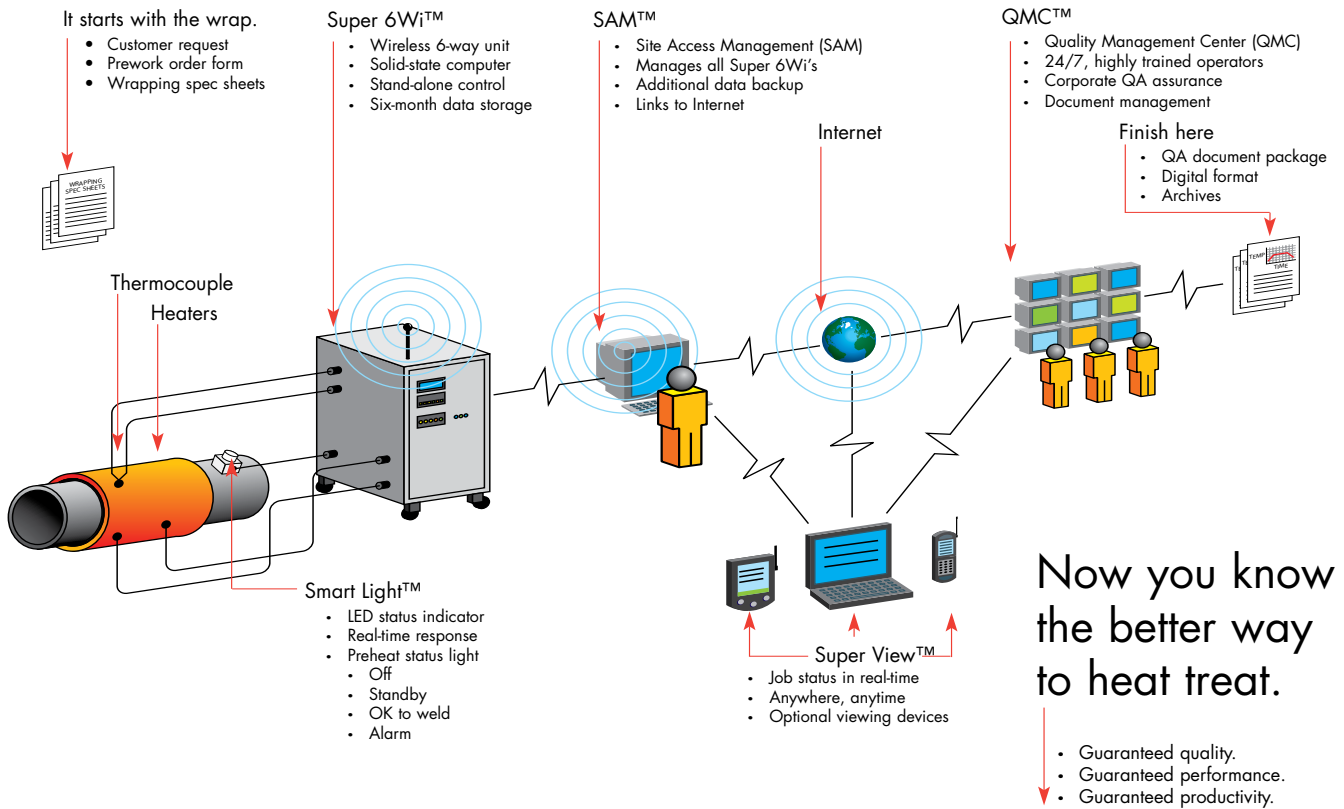 It starts with the wrap.
• Customer request
• Prework order form
• Wrapping spec sheets
Super 6Wi™
• Wireless 6-way unit
• Solid-state computer
• Stand-alone control
• Six-month data storage
SAM™
• Site Access Management (SAM)
• Manages all Super 6Wi's
• Additional data backup
• Links to Internet
Internet
QMC™
• Quality Management Center (QMC)
• 24/7, highly trained operators
• Corporate QA assurance
• Document management
Finish here
• QA document package
• Digital format
• Archives
WRAPPING
SPEC SHEETS
TEMP
TIME
Thermocouple
Heaters
Smart Light™
• LED status indicator
• Real-time response
• Preheat status light
• Off
• Standby
• OK to weld
• Alarm
Super View™
• Job status in real-time
• Anywhere, anytime
• Optional viewing devices
Now you know
the better way
to heat treat.
• Guaranteed quality.
• Guaranteed performance.
• Guaranteed productivity.